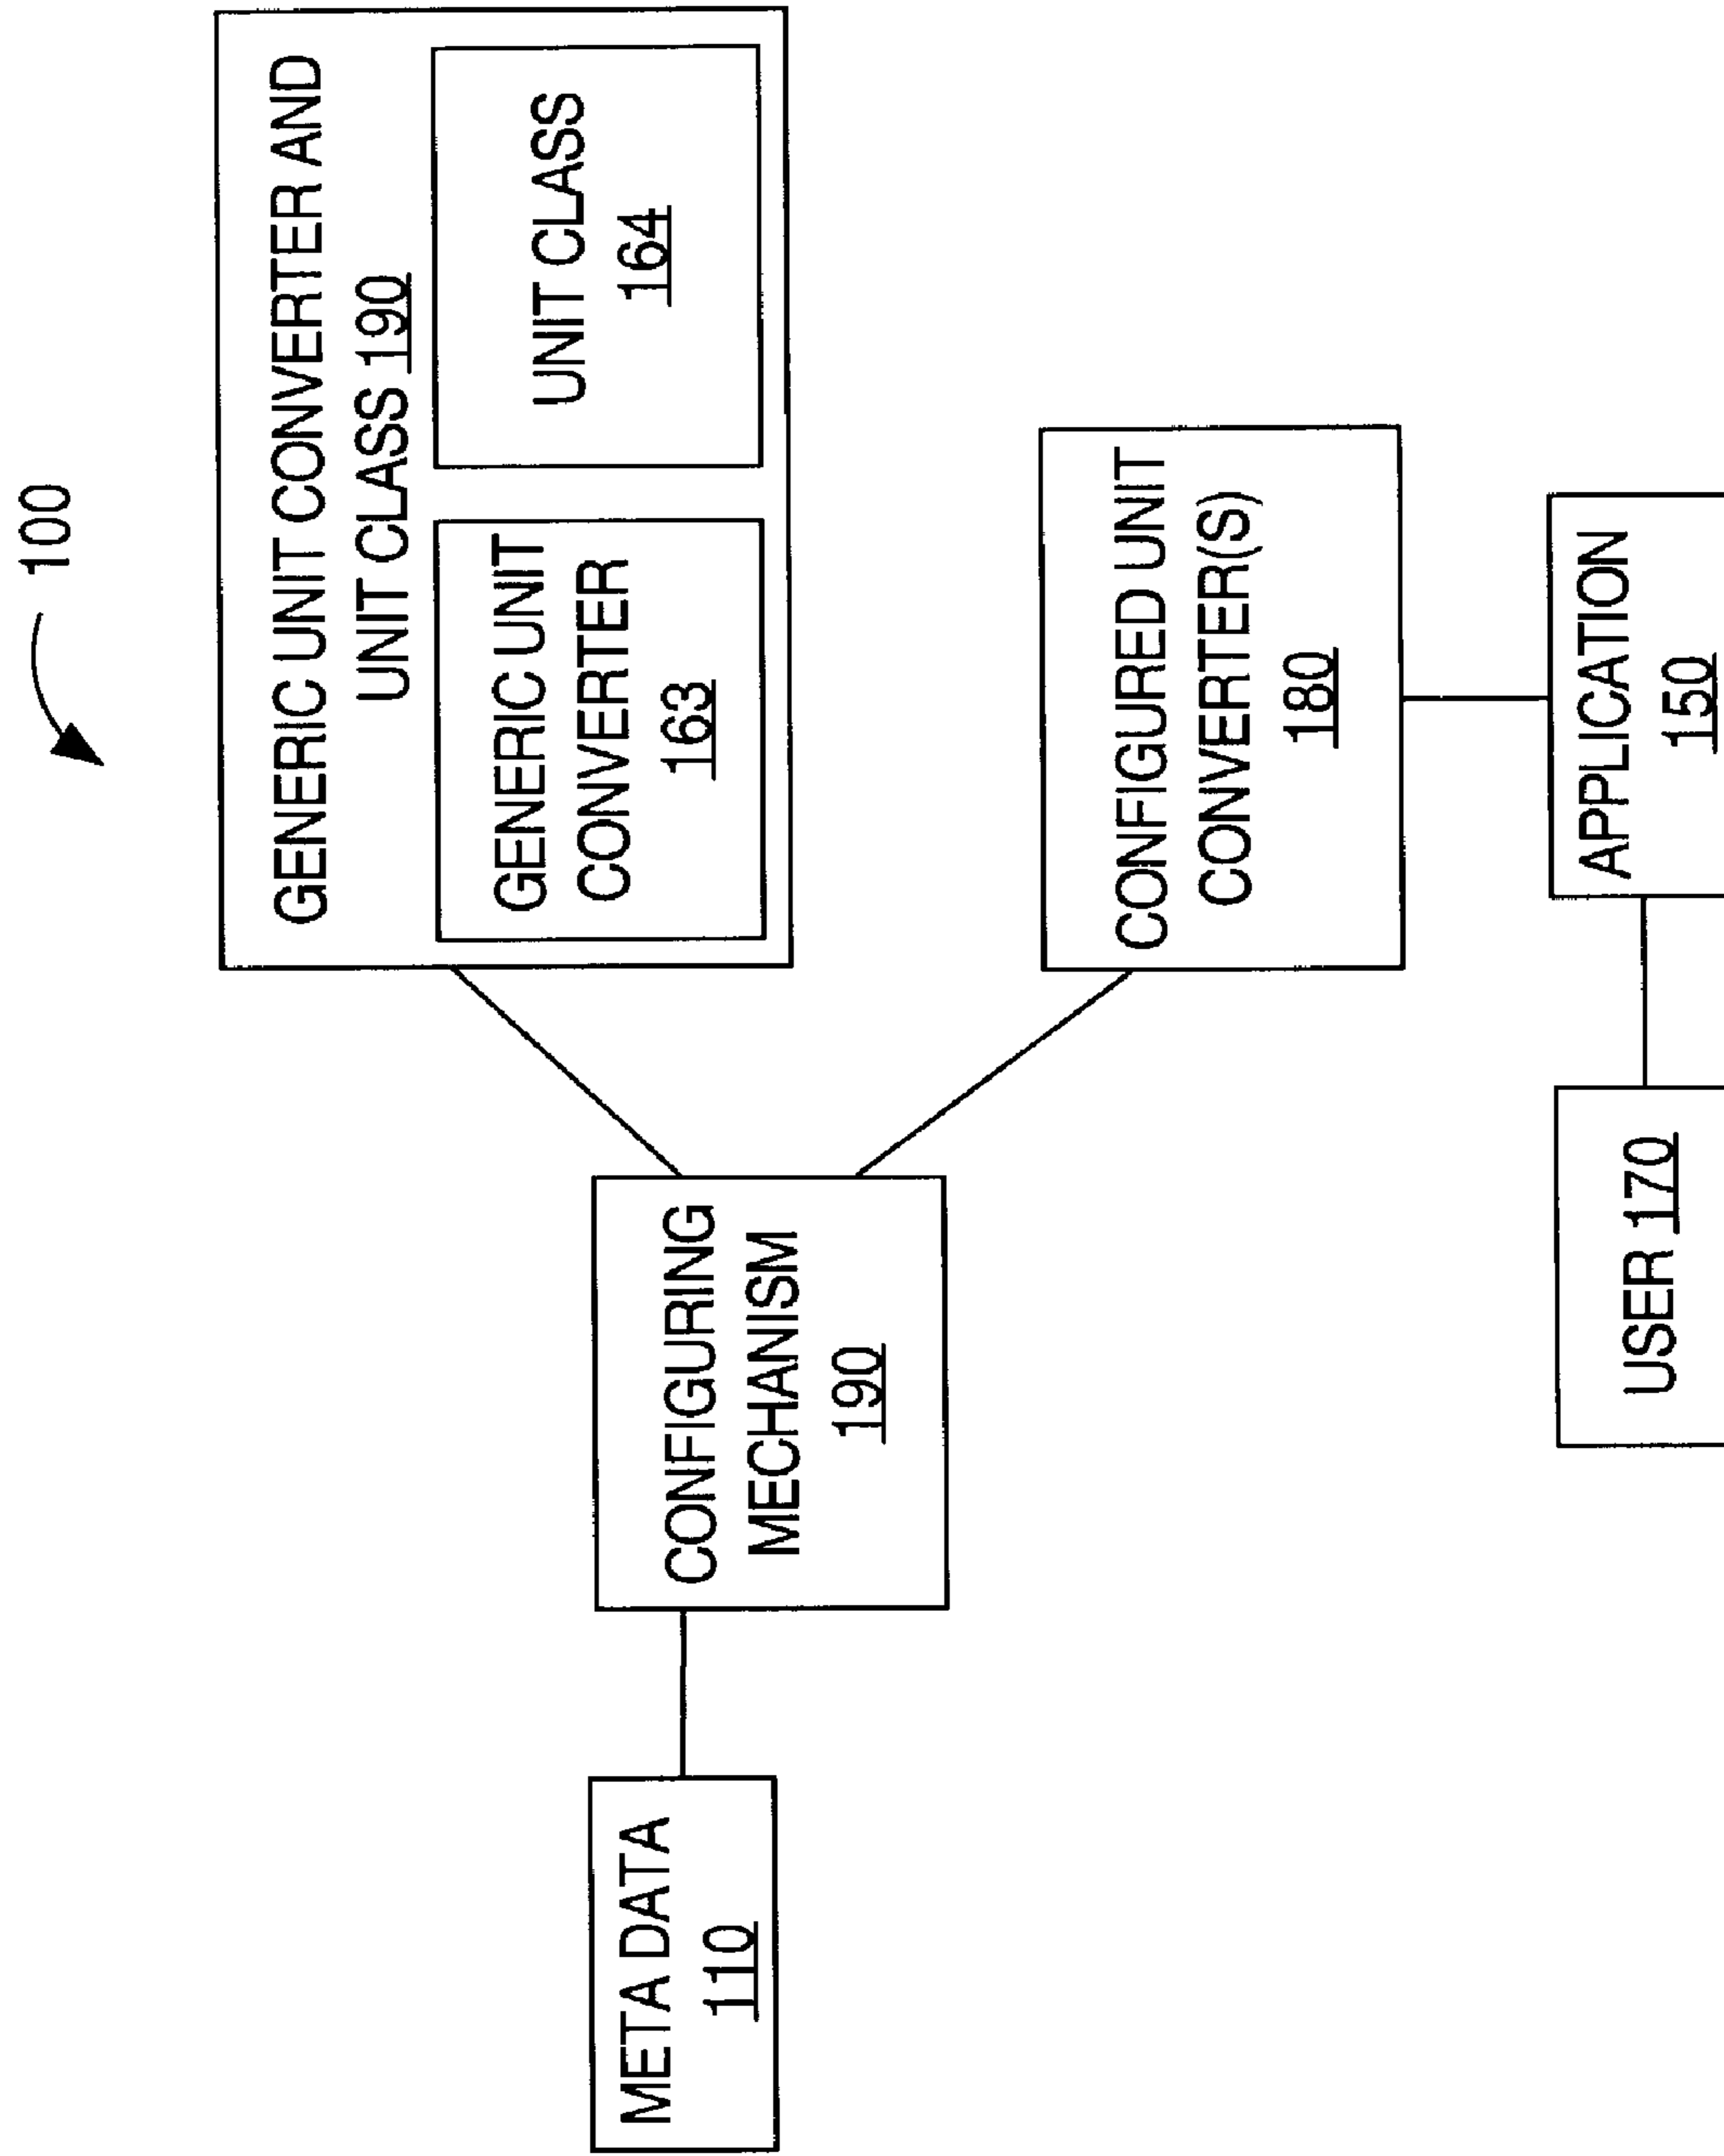 100
GENERIC UNIT CONVERTER AND
UNIT CLASS 190
GENERIC UNIT
CONVERTER
163
UNIT CLASS
164
META DATA
110
CONFIGURING
MECHANISM
190
CONFIGURED UNIT
CONVERTER(S)
180
USER 170
APPLICATION
150